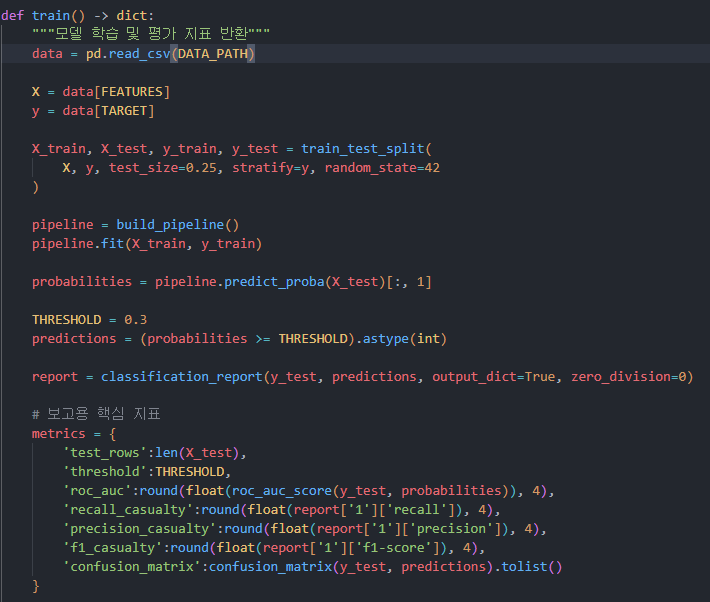 def train() -> dict:
    """모델 학습 및 평가 지표 반환"""
    data = pd.read_csv(DATA_PATH)

    X = data[FEATURES]
    y = data[TARGET]

    X_train, X_test, y_train, y_test = train_test_split(
        X, y, test_size=0.25, stratify=y, random_state=42
    )

    pipeline = build_pipeline()
    pipeline.fit(X_train, y_train)

    probabilities = pipeline.predict_proba(X_test)[:, 1]

    THRESHOLD = 0.3
    predictions = (probabilities >= THRESHOLD).astype(int)

    report = classification_report(y_test, predictions, output_dict=True, zero_division=0)

    # 보고용 핵심 지표
    metrics = {
        'test_rows':len(X_test),
        'threshold':THRESHOLD,
        'roc_auc':round(float(roc_auc_score(y_test, probabilities)), 4),
        'recall_casualty':round(float(report['1']['recall']), 4),
        'precision_casualty':round(float(report['1']['precision']), 4),
        'f1_casualty':round(float(report['1']['f1-score']), 4),
        'confusion_matrix':confusion_matrix(y_test, predictions).tolist()
    }